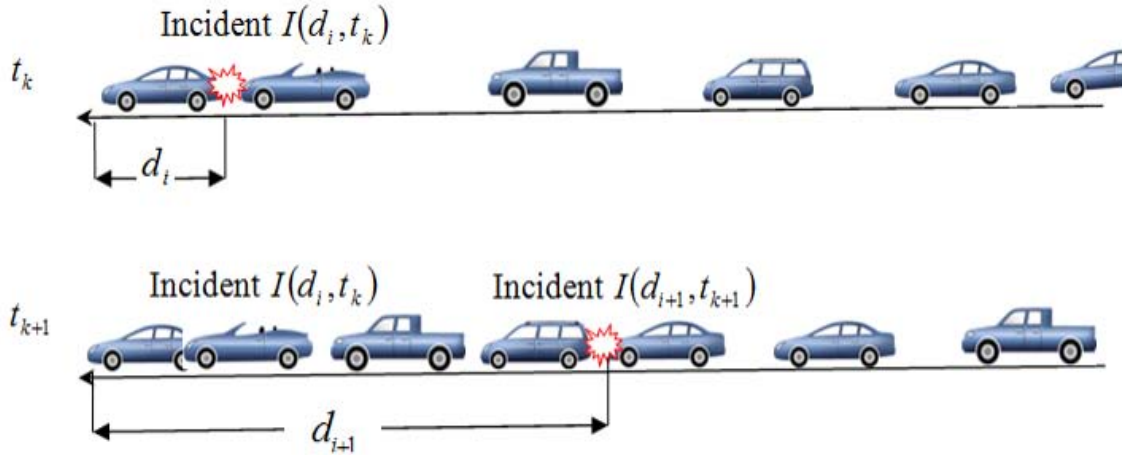 Incident I(d_i, t_k)
t_k
d_i
Incident I(d_i, t_k) Incident I(d_{i+1}, t_{k+1})
t_{k+1}
d_{i+1}